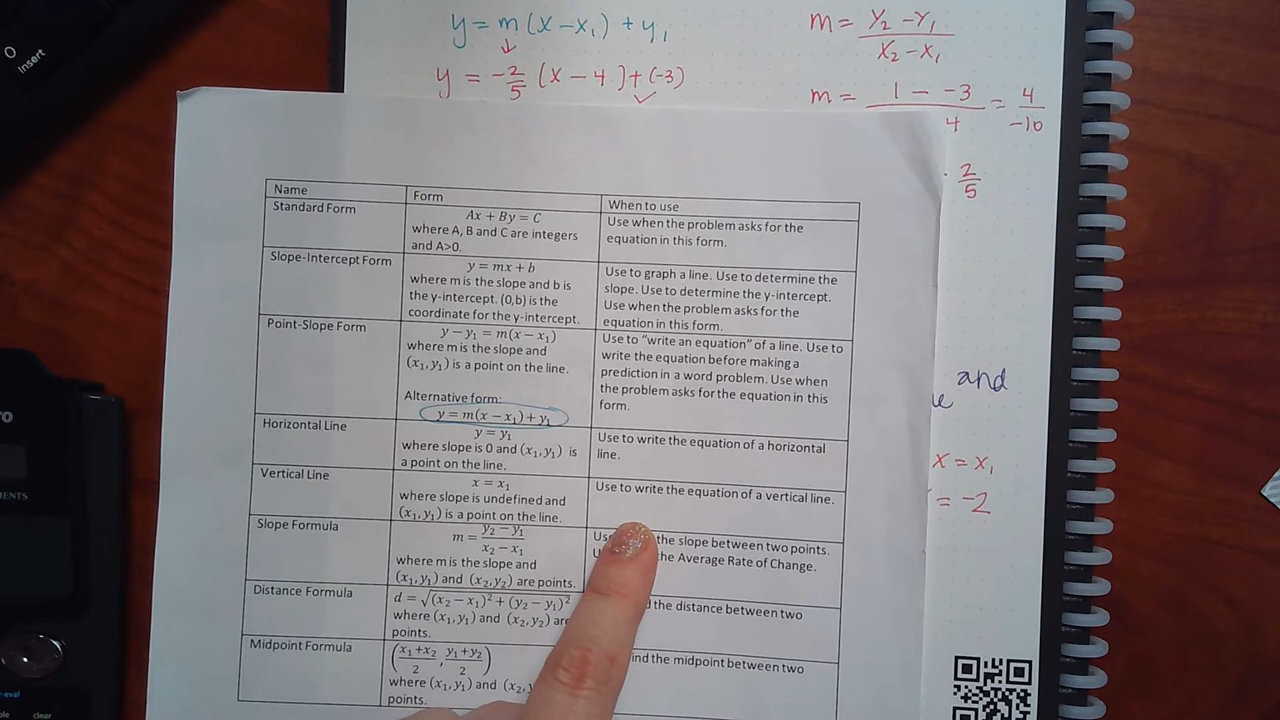 Insert
y = m(x − x₁) + y₁
y = −2/5 (x − 4) + (−3)
m = (Y₂ − Y₁)/(X₂ − X₁)
m = 1 − −3 / 4 = 4/−10
2/5
and
X = X₁
= −2
Name Form When to use
Standard Form
Ax + By = C
where A, B and C are integers
and A>0.
Use when the problem asks for the
equation in this form.
Slope-Intercept Form
y = mx + b
where m is the slope and b is
the y-intercept. (0,b) is the
coordinate for the y-intercept.
Use to graph a line. Use to determine the
slope. Use to determine the y-intercept.
Use when the problem asks for the
equation in this form.
Point-Slope Form
y − y₁ = m(x − x₁)
where m is the slope and
(x₁, y₁) is a point on the line.
Alternative form:
y = m(x − x₁) + y₁
Use to “write an equation” of a line. Use to
write the equation before making a
prediction in a word problem. Use when
the problem asks for the equation in this
form.
Horizontal Line
y = y₁
where slope is 0 and (x₁, y₁) is
a point on the line.
Use to write the equation of a horizontal
line.
Vertical Line
x = x₁
where slope is undefined and
(x₁, y₁) is a point on the line.
Use to write the equation of a vertical line.
Slope Formula
m = (y₂ − y₁)/(x₂ − x₁)
where m is the slope and
(x₁, y₁) and (x₂, y₂) are points.
the slope between two points.
the Average Rate of Change.
Distance Formula
d = √((x₂ − x₁)² + (y₂ − y₁)²
where (x₁, y₁) and (x₂, y₂) are
points.
the distance between two
Midpoint Formula
((x₁+x₂)/2, (y₁+y₂)/2)
where (x₁, y₁) and (x₂,
points.
the midpoint between two
clear